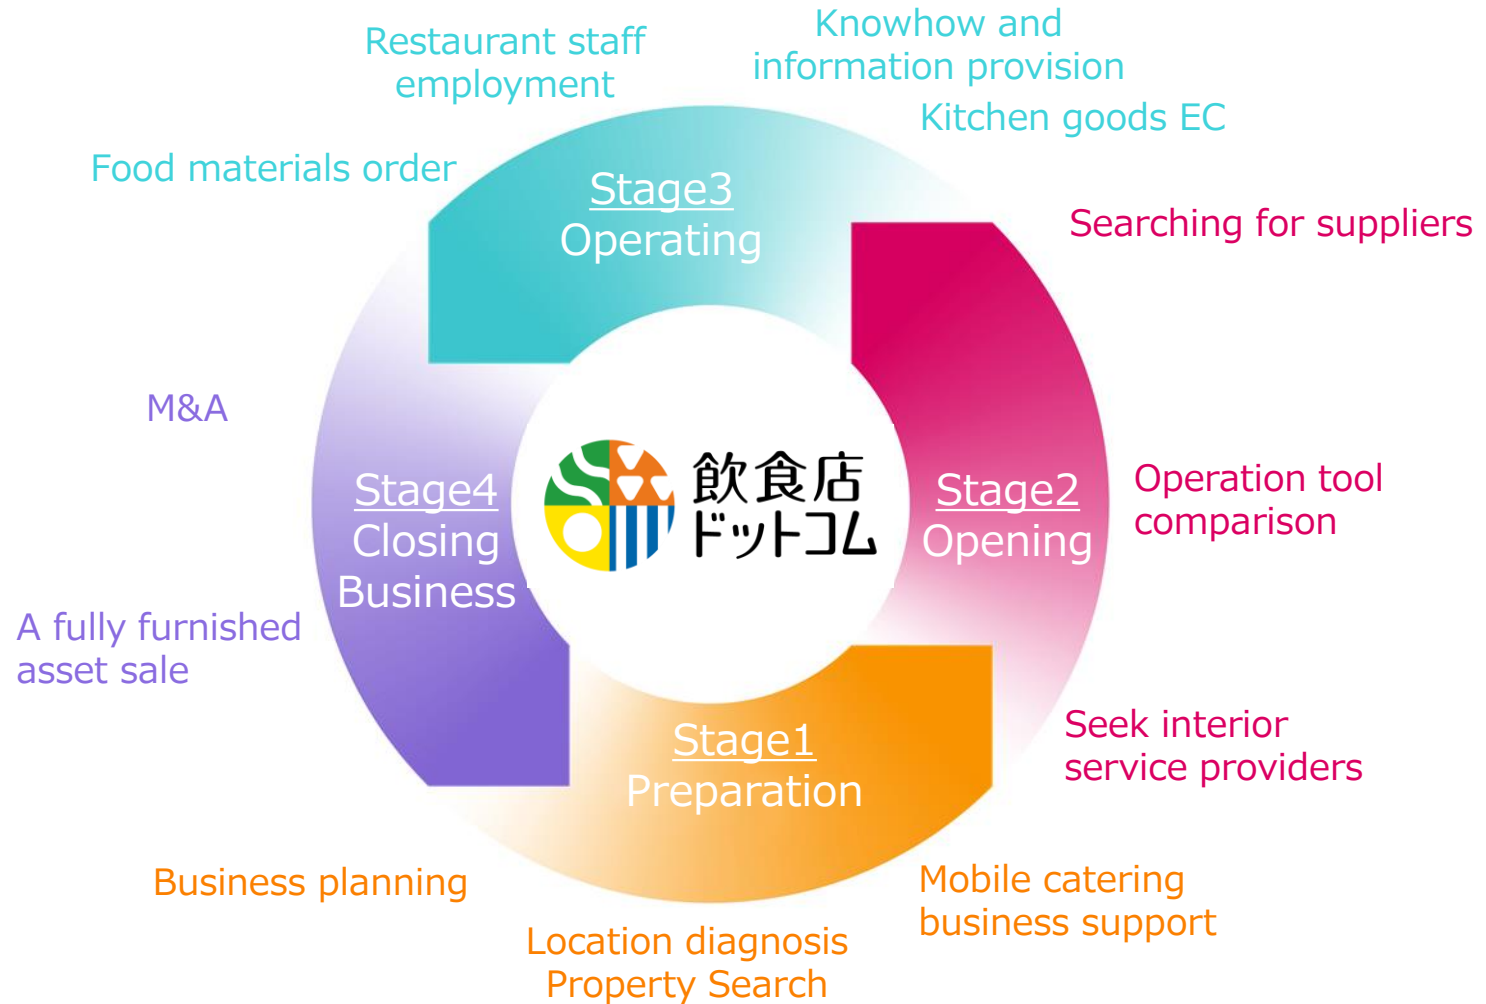 Restaurant staff
employment
Knowhow and
information provision
Kitchen goods EC
Food materials order
Stage3
Operating
Searching for suppliers
M&A
Stage4
Closing
Business
飲食店
ドットコム
Stage2
Opening
Operation tool
comparison
A fully furnished
asset sale
Stage1
Preparation
Seek interior
service providers
Business planning
Mobile catering
business support
Location diagnosis
Property Search